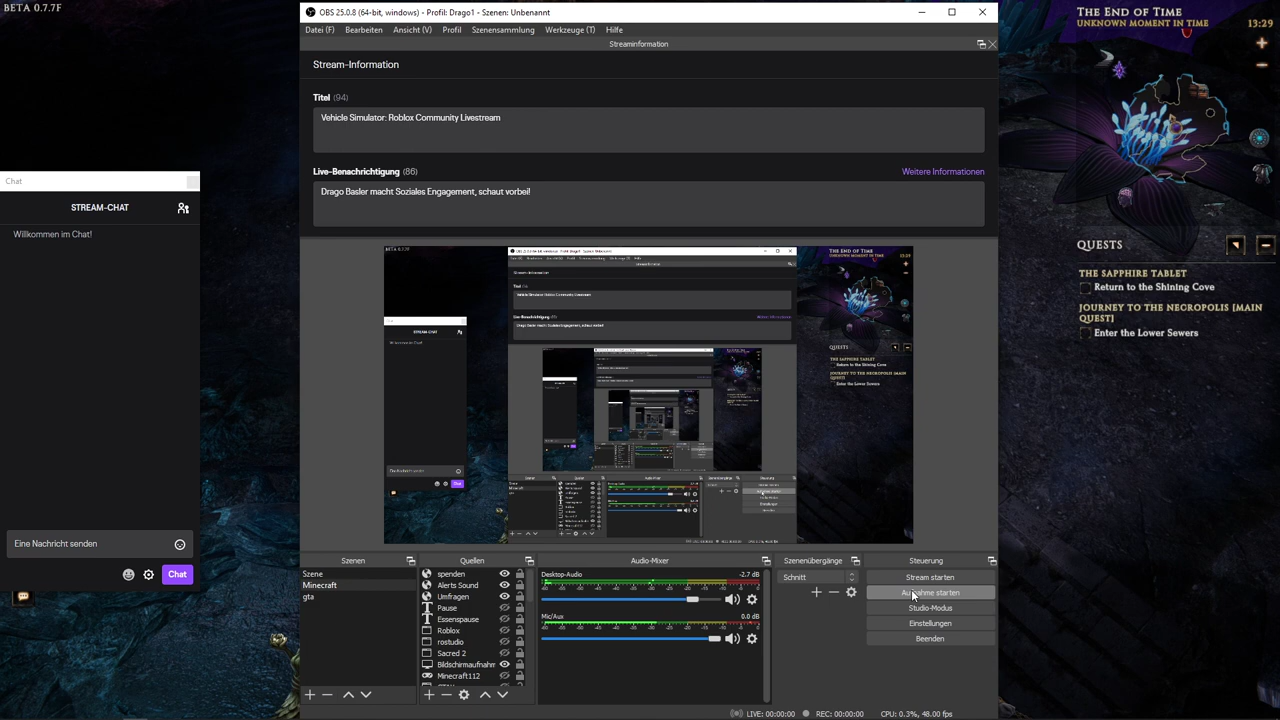 BETA 0.7.7F
OBS 25.0.8 (64-bit, windows) - Profil: Drago1 - Szenen: Unbenannt
Datei (F) Bearbeiten Ansicht (V) Profil Szenensammlung Werkzeuge (T) Hilfe
Streaminformation
Stream-Information
Titel (94)
Vehicle Simulator: Roblox Community Livestream
Live-Benachrichtigung (86)
Weitere Informationen
Drago Basler macht Soziales Engagement, schaut vorbei!
Chat
STREAM-CHAT
Willkommen im Chat!
Eine Nachricht senden
Chat
THE END OF TIME
UNKNOWN MOMENT IN TIME
13:29
QUESTS
THE SAPPHIRE TABLET
Return to the Shining Cove
JOURNEY TO THE NECROPOLIS [MAIN
QUEST]
Enter the Lower Sewers
Szenen
Szene
Minecraft
gta
Quellen
spenden
Alerts Sound
Umfragen
Pause
Essenspause
Roblox
rostudio
Sacred 2
Bildschirmaufnahm
Minecraft112
Audio-Mixer
Desktop-Audio
-2.7 dB
Mic/Aux
0.0 dB
Szenenübergänge
Schnitt
Steuerung
Stream starten
Aufnahme starten
Studio-Modus
Einstellungen
Beenden
LIVE: 00:00:00
REC: 00:00:00
CPU: 0.3%, 48.00 fps